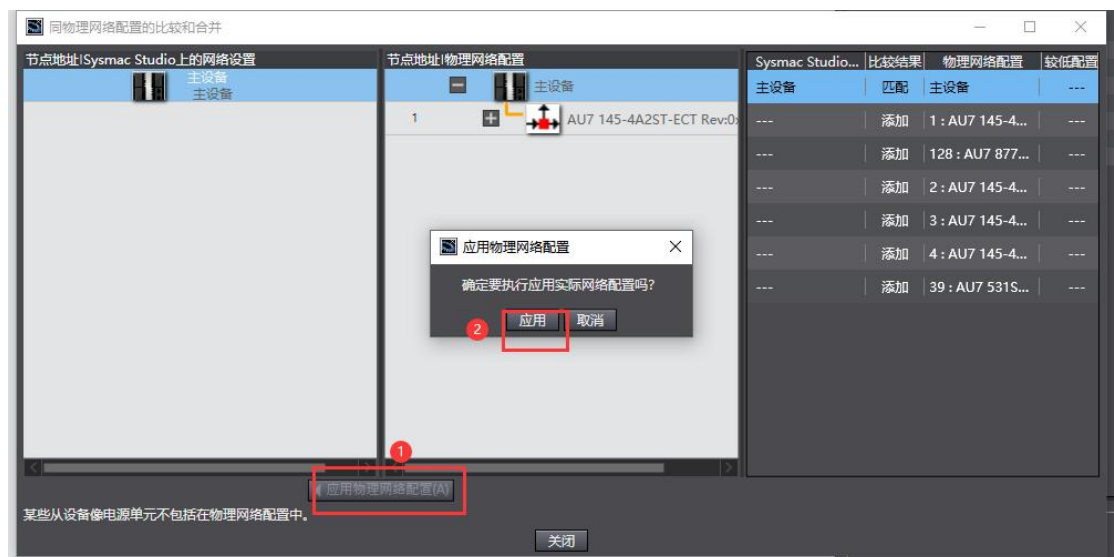 同物理网络配置的比较和合并
节点地址|Sysmac Studio上的网络设置
主设备
主设备
节点地址|物理网络配置
主设备
1 AU7 145-4A2ST-ECT Rev:0
Sysmac Studio... 比较结果 物理网络配置 较低配置
主设备 匹配 主设备 ---
--- 添加 1 : AU7 145-4... ---
--- 添加 128 : AU7 877... ---
--- 添加 2 : AU7 145-4... ---
--- 添加 3 : AU7 145-4... ---
--- 添加 4 : AU7 145-4... ---
--- 添加 39 : AU7 531S... ---
应用物理网络配置
确定要执行应用实际网络配置吗?
2 应用 取消
1
应用物理网络配置(A)
某些从设备像电源单元不包括在物理网络配置中。
关闭